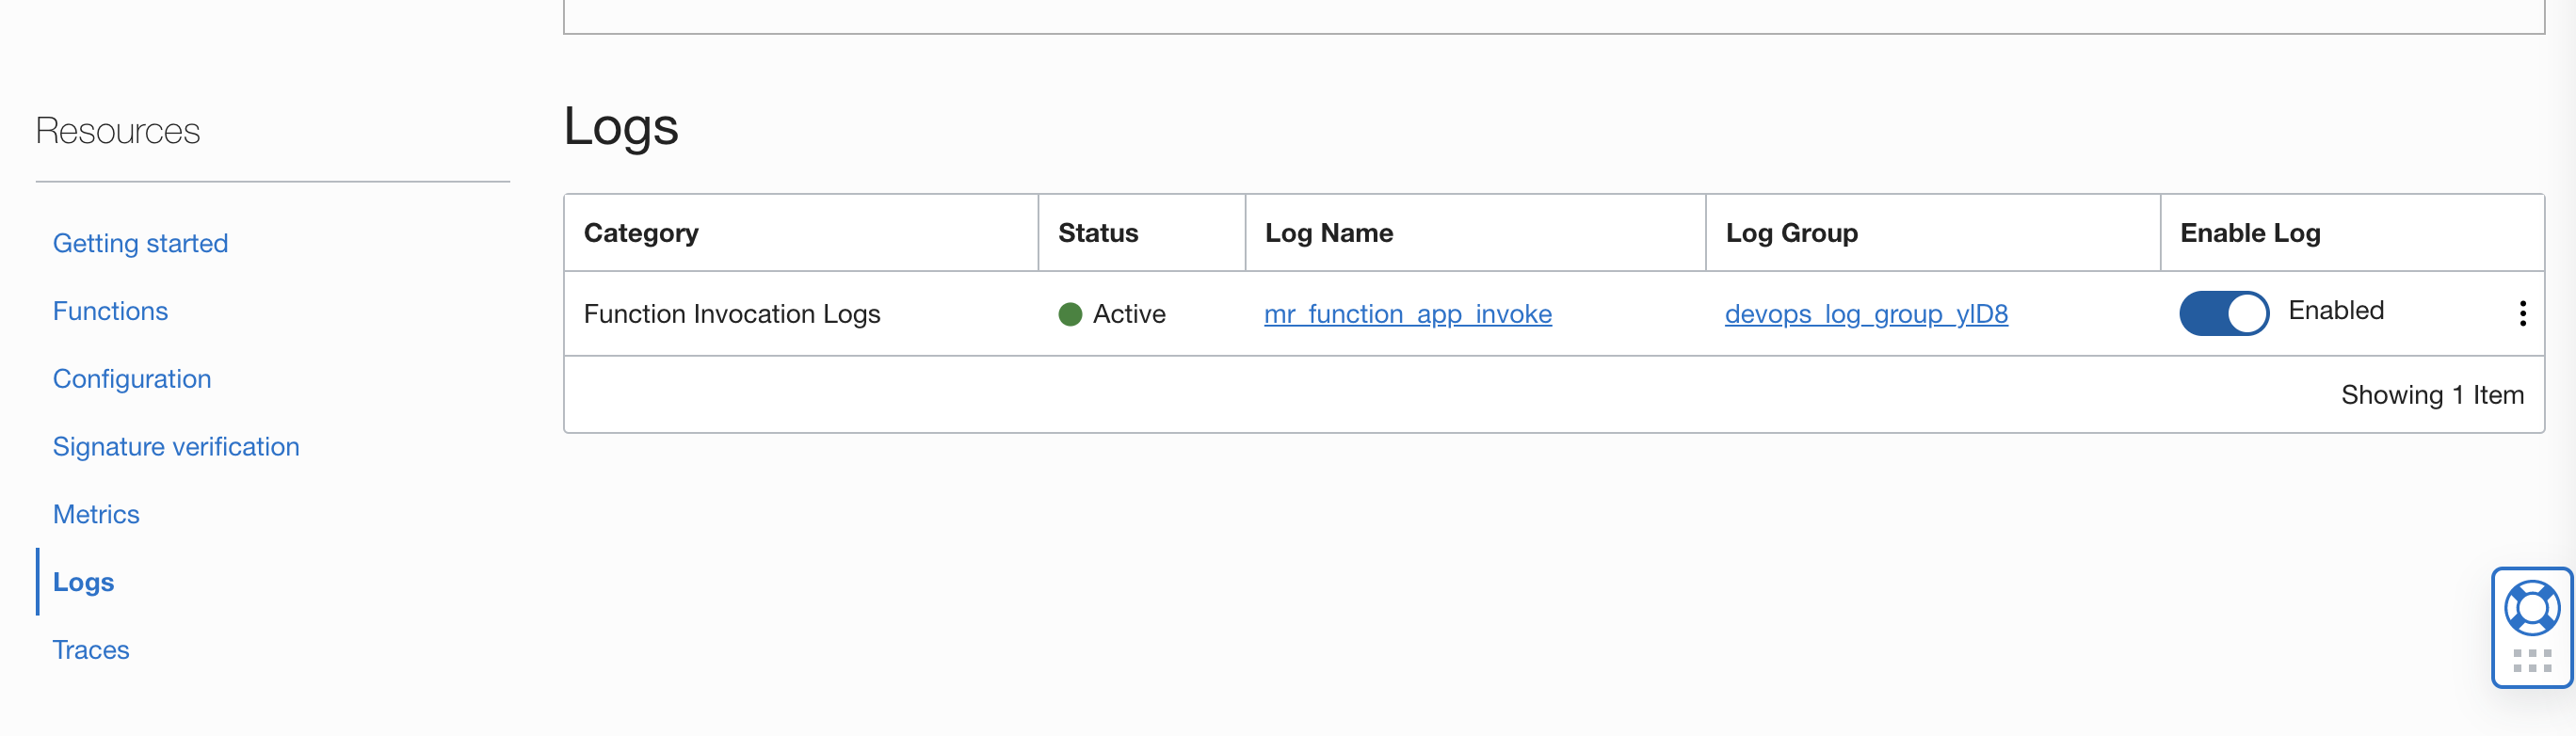 Resources
Getting started
Functions
Configuration
Signature verification
Metrics
Logs
Traces
Logs
Category Status Log Name Log Group Enable Log
Function Invocation Logs Active mr_function_app_invoke devops_log_group_ylD8 Enabled
Showing 1 Item